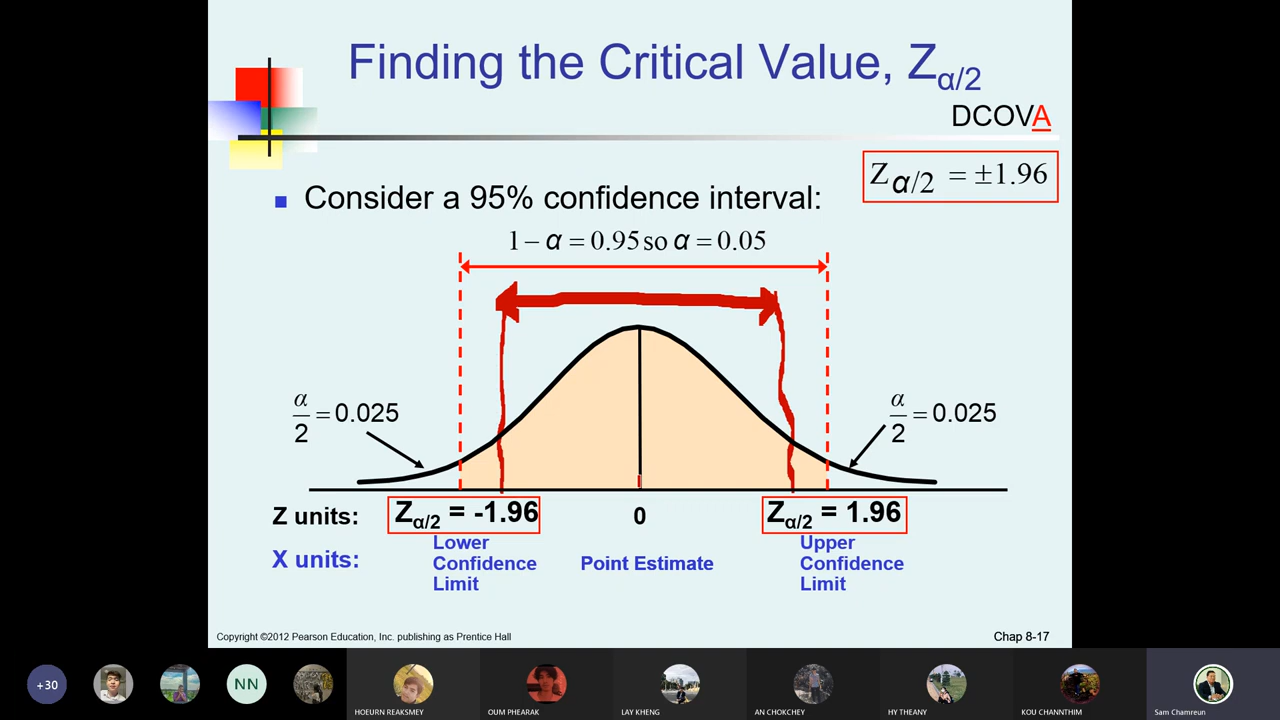 Finding the Critical Value, Zα/2
DCOVA
Zα/2 = ±1.96
Consider a 95% confidence interval:
1 − α = 0.95 so α = 0.05
α/2 = 0.025
α/2 = 0.025
Z units: Zα/2 = -1.96 0 Zα/2 = 1.96
X units: Lower Confidence Limit Point Estimate Upper Confidence Limit
Copyright ©2012 Pearson Education, Inc. publishing as Prentice Hall Chap 8-17
+30 NN
HOEURN REAKSMEY OUM PHEARAK LAY KHENG AN CHOKCHEY HY THEANY KOU CHANNTHIM Sam Chamreun